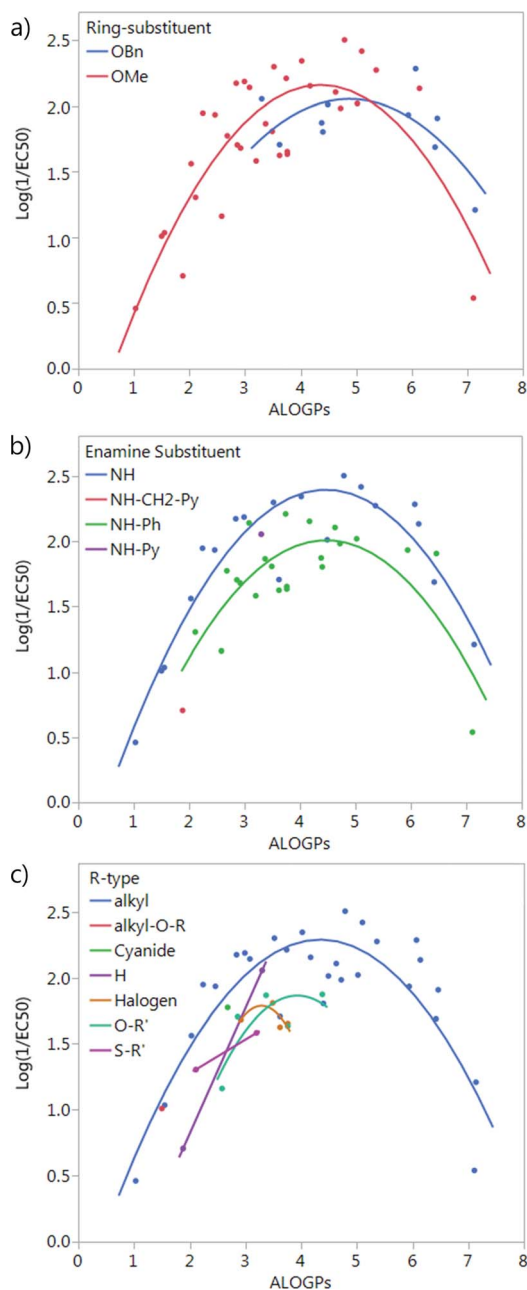 a)
Ring-substituent
OBn
OMe
2.5
2.0
1.5
1.0
0.5
0.0
Log(1/EC50)
0 1 2 3 4 5 6 7 8
ALOGPs
b)
Enamine Substituent
NH
NH-CH2-Py
NH-Ph
NH-Py
2.5
2.0
1.5
1.0
0.5
0.0
Log(1/EC50)
0 1 2 3 4 5 6 7 8
ALOGPs
c)
R-type
alkyl
alkyl-O-R
Cyanide
H
Halogen
O-R'
S-R'
2.5
2.0
1.5
1.0
0.5
0.0
Log(1/EC50)
0 1 2 3 4 5 6 7 8
ALOGPs